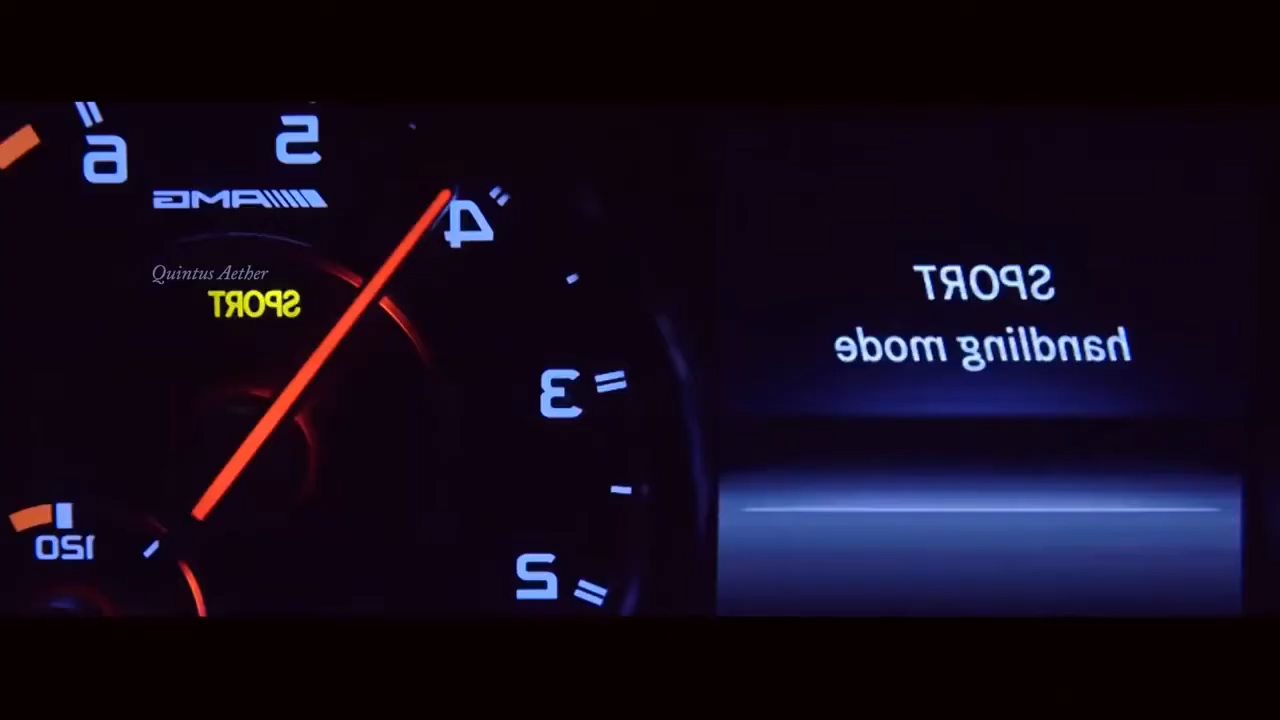 6
5
AMG
4
Quintus Aether
SPORT
SPORT
handling mode
3
120
2